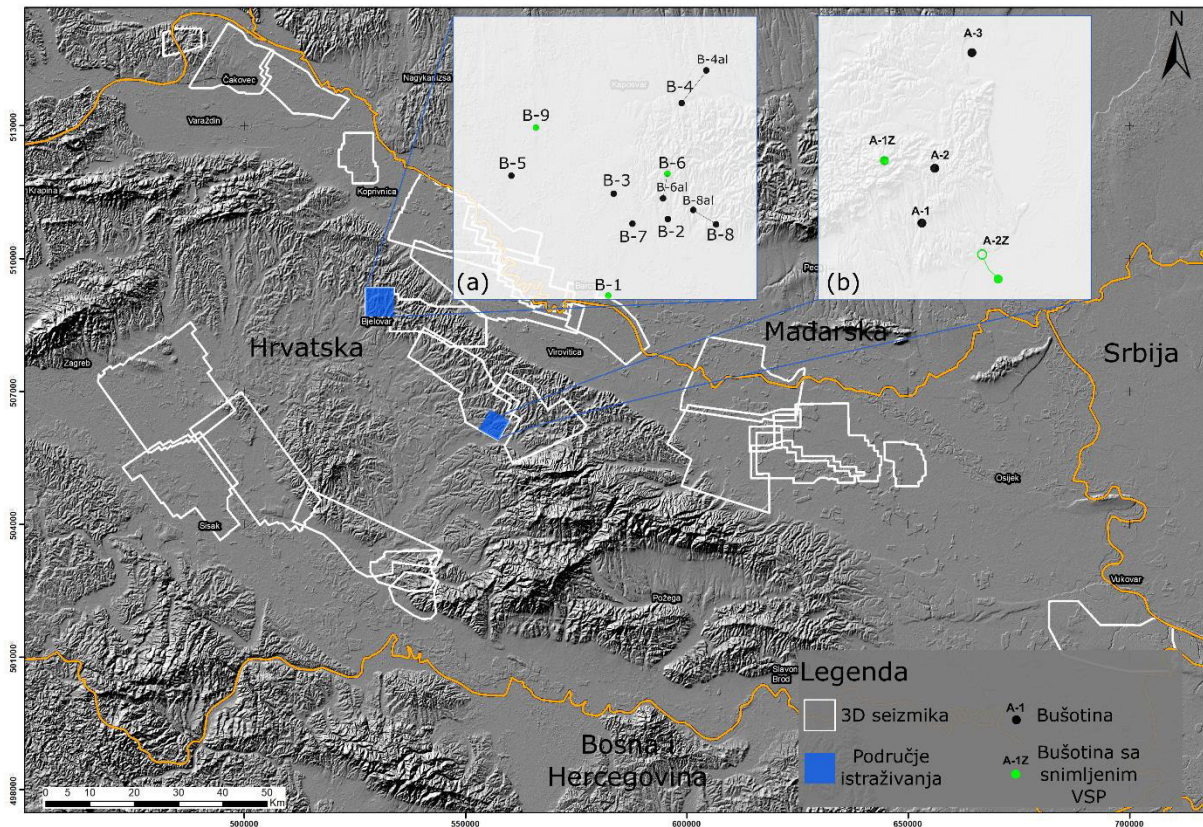 N
A-3
B-4al
B-4
Kaposvar
Nagykanizsa
Čakovec
Varaždin
513000
B-9
B-6
A-1Z
A-2
B-5
B-3
B-6al
B-8al
Krapina
Koprivnica
B-7
B-2
B-8
A-1
A-2Z
510000
(a)
B-1
(b)
Bjelovar
Hrvatska
Virovitica
Mađarska
Srbija
Zagreb
507000
Osijek
504000
Sisak
Vukovar
Požega
501000
Slavon
Brod
Legenda
3D seizmika
A-1
Bušotina
Bosna i
Hercegovina
Područje
istraživanja
A-1Z
Bušotina sa
snimljenim
VSP
498000
0 5 10 20 30 40 50
Km
500000
550000
600000
650000
700000